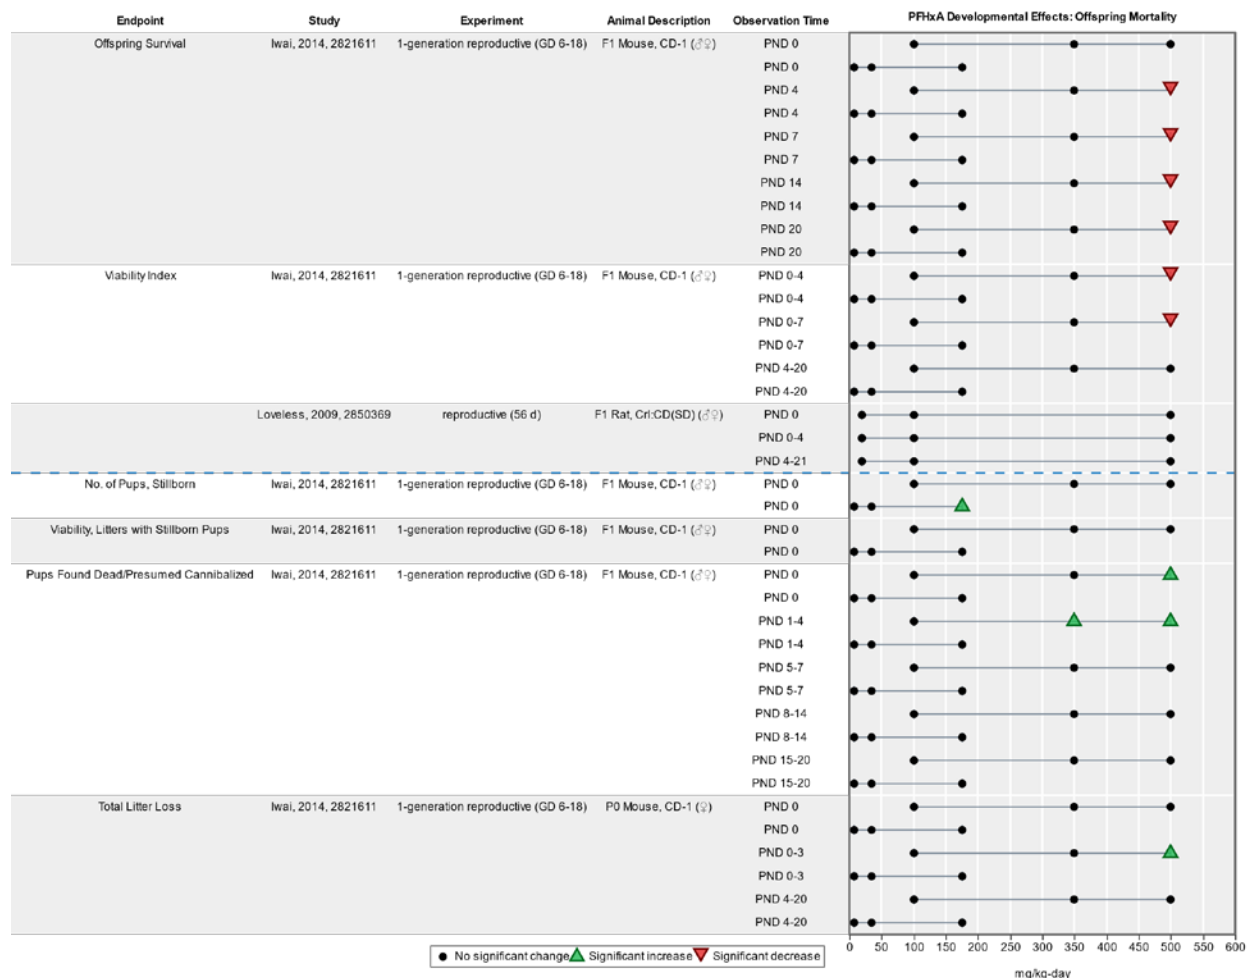 Endpoint Study Experiment Animal Description Observation Time PFHxA Developmental Effects: Offspring Mortality
Offspring Survival Iwai, 2014, 2821611 1-generation reproductive (GD 6-18) F1 Mouse, CD-1 (♂♀) PND 0
PND 0
PND 4
PND 4
PND 7
PND 7
PND 14
PND 14
PND 20
PND 20
Viability Index Iwai, 2014, 2821611 1-generation reproductive (GD 6-18) F1 Mouse, CD-1 (♂♀) PND 0-4
PND 0-4
PND 0-7
PND 0-7
PND 4-20
PND 4-20
Loveless, 2009, 2850369 reproductive (56 d) F1 Rat, Crl:CD(SD) (♂♀) PND 0
PND 0-4
PND 4-21
No. of Pups, Stillborn Iwai, 2014, 2821611 1-generation reproductive (GD 6-18) F1 Mouse, CD-1 (♂♀) PND 0
PND 0
Viability, Litters with Stillborn Pups Iwai, 2014, 2821611 1-generation reproductive (GD 6-18) F1 Mouse, CD-1 (♂♀) PND 0
PND 0
Pups Found Dead/Presumed Cannibalized Iwai, 2014, 2821611 1-generation reproductive (GD 6-18) F1 Mouse, CD-1 (♂♀) PND 0
PND 0
PND 1-4
PND 1-4
PND 5-7
PND 5-7
PND 8-14
PND 8-14
PND 15-20
PND 15-20
Total Litter Loss Iwai, 2014, 2821611 1-generation reproductive (GD 6-18) P0 Mouse, CD-1 (♀) PND 0
PND 0
PND 0-3
PND 0-3
PND 4-20
PND 4-20
0 50 100 150 200 250 300 350 400 450 500 550 600
No significant change Significant increase Significant decrease
mg/kg-day